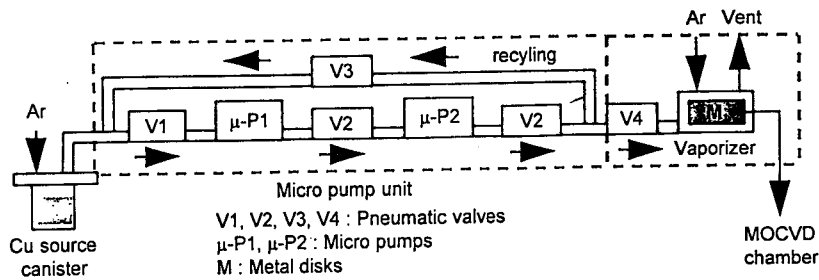 Ar Vent
recyling
V3
Ar
V1 μ-P1 V2 μ-P2 V2 V4 M
Vaporizer
Micro pump unit
V1, V2, V3, V4 : Pneumatic valves
μ-P1, μ-P2 : Micro pumps
M : Metal disks
Cu source
canister
MOCVD
chamber